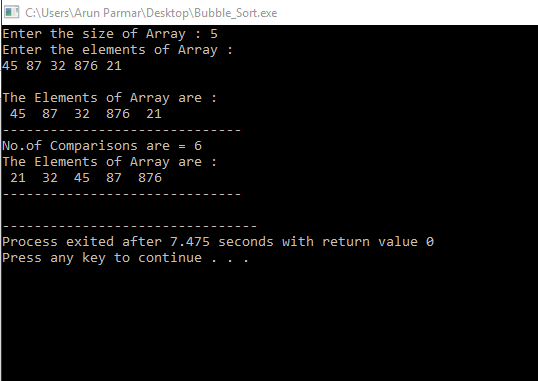 C:\Users\Arun Parmar\Desktop\Bubble_Sort.exe
Enter the size of Array : 5
Enter the elements of Array :
45 87 32 876 21
The Elements of Array are :
45 87 32 876 21
------------------------------
No.of Comparisons are = 6
The Elements of Array are :
21 32 45 87 876
------------------------------
--------------------------------
Process exited after 7.475 seconds with return value 0
Press any key to continue . . .